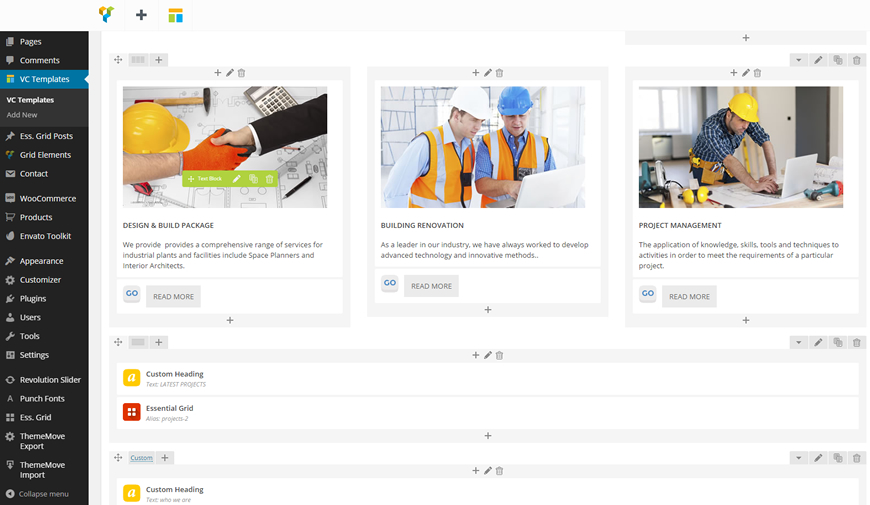 Pages
Comments
VC Templates
VC Templates
Add New
Ess. Grid Posts
Grid Elements
Contact
WooCommerce
Products
Envato Toolkit
Appearance
Customizer
Plugins
Users
Tools
Settings
Revolution Slider
Punch Fonts
Ess. Grid
ThemeMove
Export
ThemeMove
Import
Collapse menu
Text Block
DESIGN & BUILD PACKAGE
We provide  provides a comprehensive range of services for
industrial plants and facilities include Space Planners and
Interior Architects.
GO
READ MORE
BUILDING RENOVATION
As a leader in our industry, we have always worked to develop
advanced technology and innovative methods..
GO
READ MORE
PROJECT MANAGEMENT
The application of knowledge, skills, tools and techniques to
activities in order to meet the requirements of a particular
project.
GO
READ MORE
a
Custom Heading
Text: LATEST PROJECTS
Essential Grid
Alias: projects-2
Custom
a
Custom Heading
Text: who we are